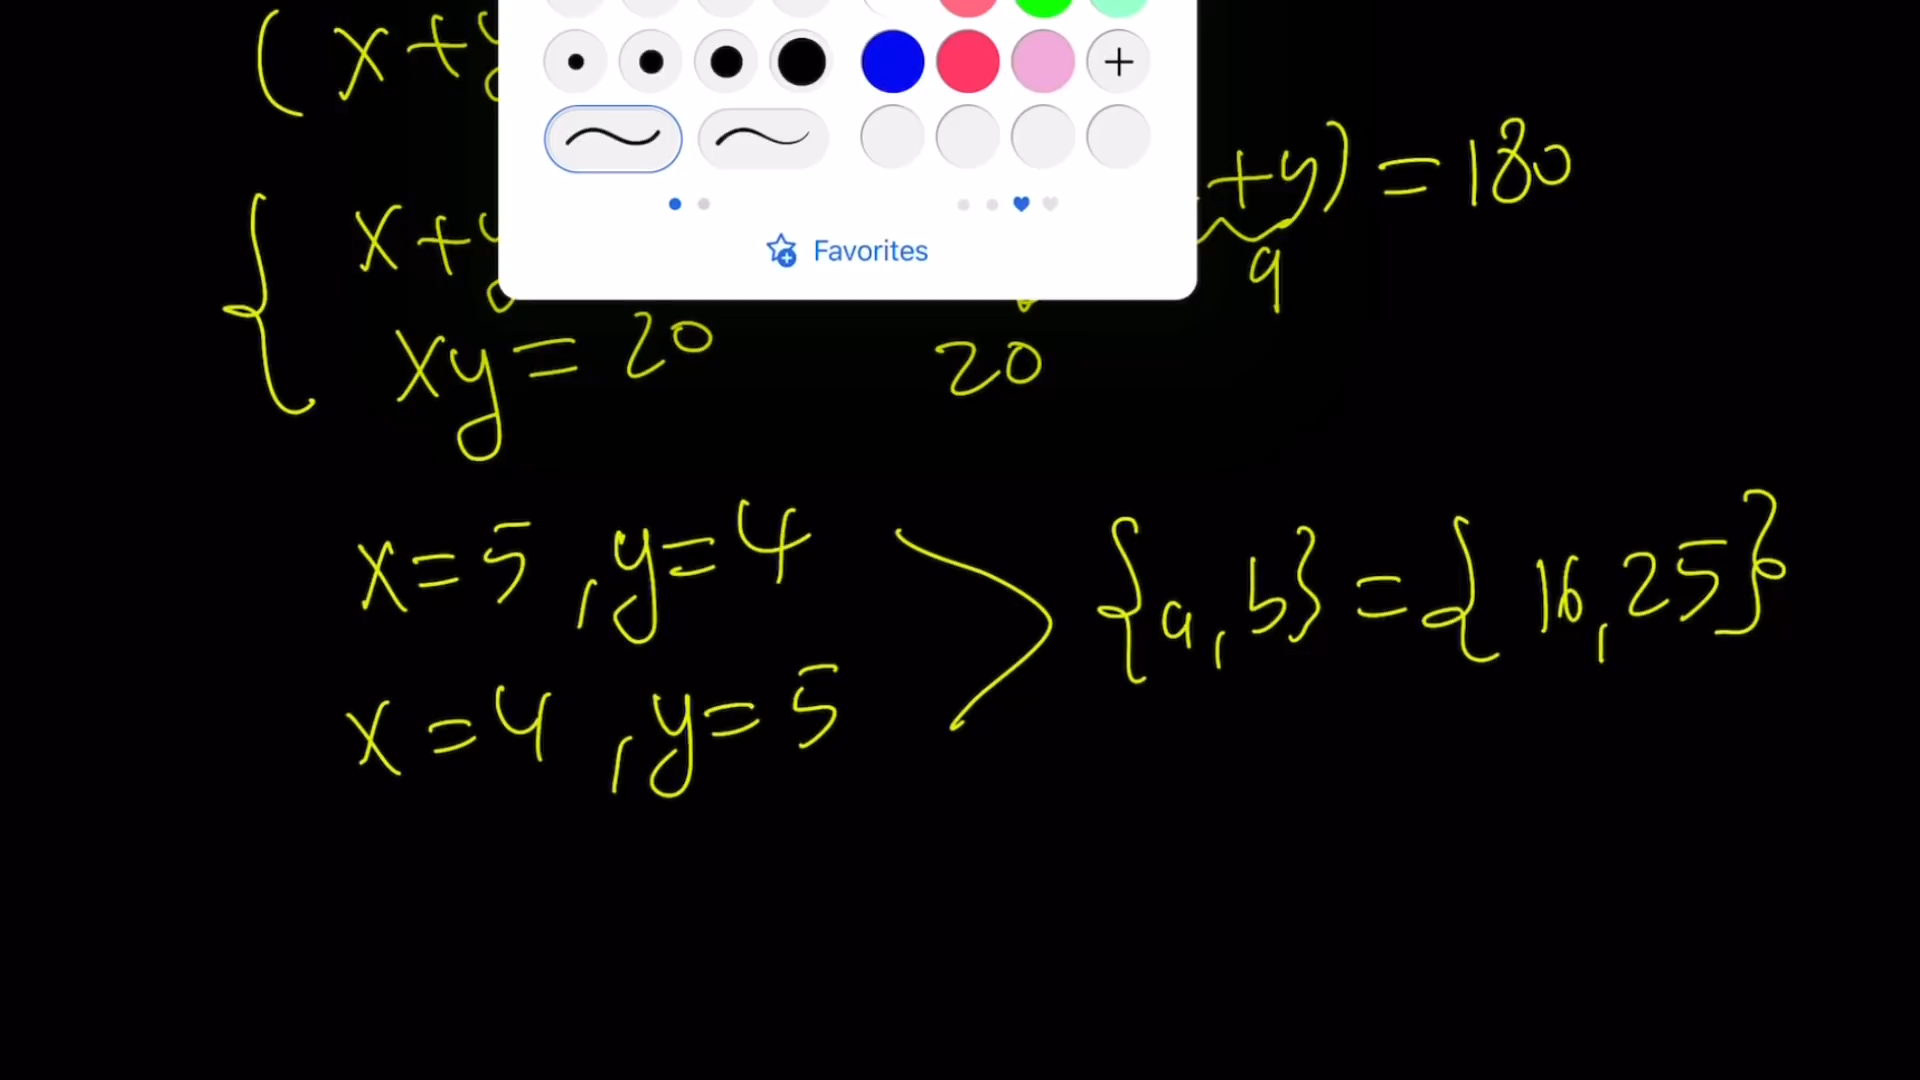 (x+y
+y) = 180
{ x+y
9
xy = 20
20
Favorites
x = 5, y = 4
{a, b} = {16, 25}
x = 4, y = 5